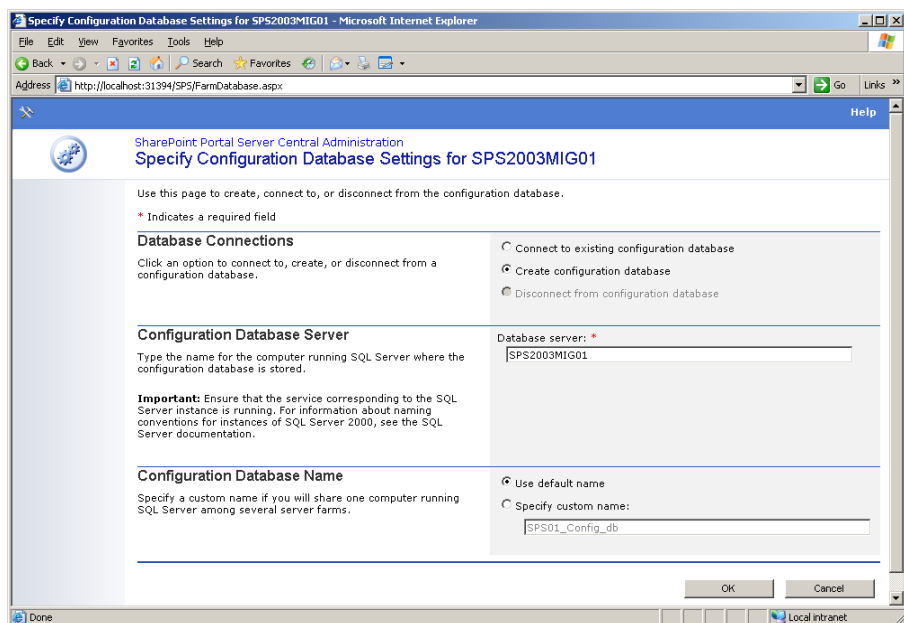 Specify Configuration Database Settings for SPS2003MIG01 - Microsoft Internet Explorer
File Edit View Favorites Tools Help
Back Search Favorites
Address http://localhost:31394/SPS/FarmDatabase.aspx Go Links »
Help
SharePoint Portal Server Central Administration
Specify Configuration Database Settings for SPS2003MIG01
Use this page to create, connect to, or disconnect from the configuration database.
* Indicates a required field
Database Connections
Click an option to connect to, create, or disconnect from a
configuration database.
Connect to existing configuration database
Create configuration database
Disconnect from configuration database
Configuration Database Server
Type the name for the computer running SQL Server where the
configuration database is stored.
Important: Ensure that the service corresponding to the SQL
Server instance is running. For information about naming
conventions for instances of SQL Server 2000, see the SQL
Server documentation.
Database server: *
SPS2003MIG01
Configuration Database Name
Specify a custom name if you will share one computer running
SQL Server among several server farms.
Use default name
Specify custom name:
SPS01_Config_db
OK Cancel
Done Local intranet